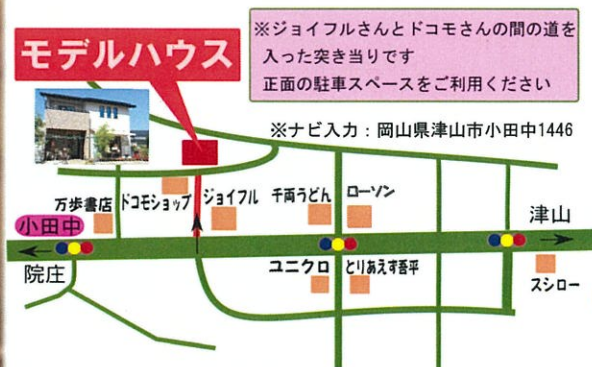 ※ジョイフルさんとドコモさんの間の道を
入った突き当りです
正面の駐車スペースをご利用ください
モデルハウス
※ナビ入力：岡山県津山市小田中1446
万歩書店
ドコモショップ
ジョイフル
千両うどん
ローソン
小田中
津山
院庄
ユニクロ
とりあえず吾平
スシロー